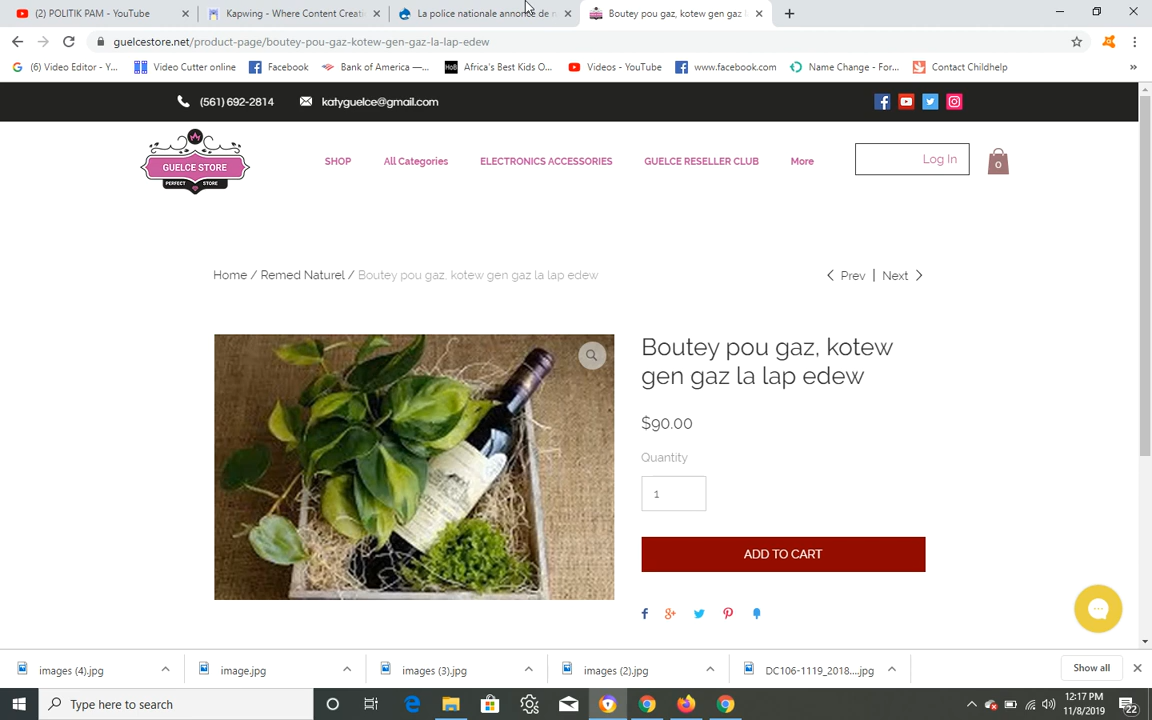 (2) POLITIK PAM - YouTube
Kapwing - Where Content Creati
La police nationale annonce de n
Boutey pou gaz, kotew gen gaz la l
guelcestore.net/product-page/boutey-pou-gaz-kotew-gen-gaz-la-lap-edew
(6) Video Editor - Y...
Video Cutter online
Facebook
Bank of America —...
Africa's Best Kids O...
Videos - YouTube
www.facebook.com
Name Change - For...
Contact Childhelp
(561) 692-2814
katyguelce@gmail.com
GUELCE STORE
PERFECT STORE
SHOP
All Categories
ELECTRONICS ACCESSORIES
GUELCE RESELLER CLUB
More
Log In
0
Home / Remed Naturel / Boutey pou gaz, kotew gen gaz la lap edew
Prev | Next
Boutey pou gaz, kotew
gen gaz la lap edew
$90.00
Quantity
1
ADD TO CART
images (4).jpg
image.jpg
images (3).jpg
images (2).jpg
DC106-1119_2018....jpg
Show all
Type here to search
12:17 PM
11/8/2019
22